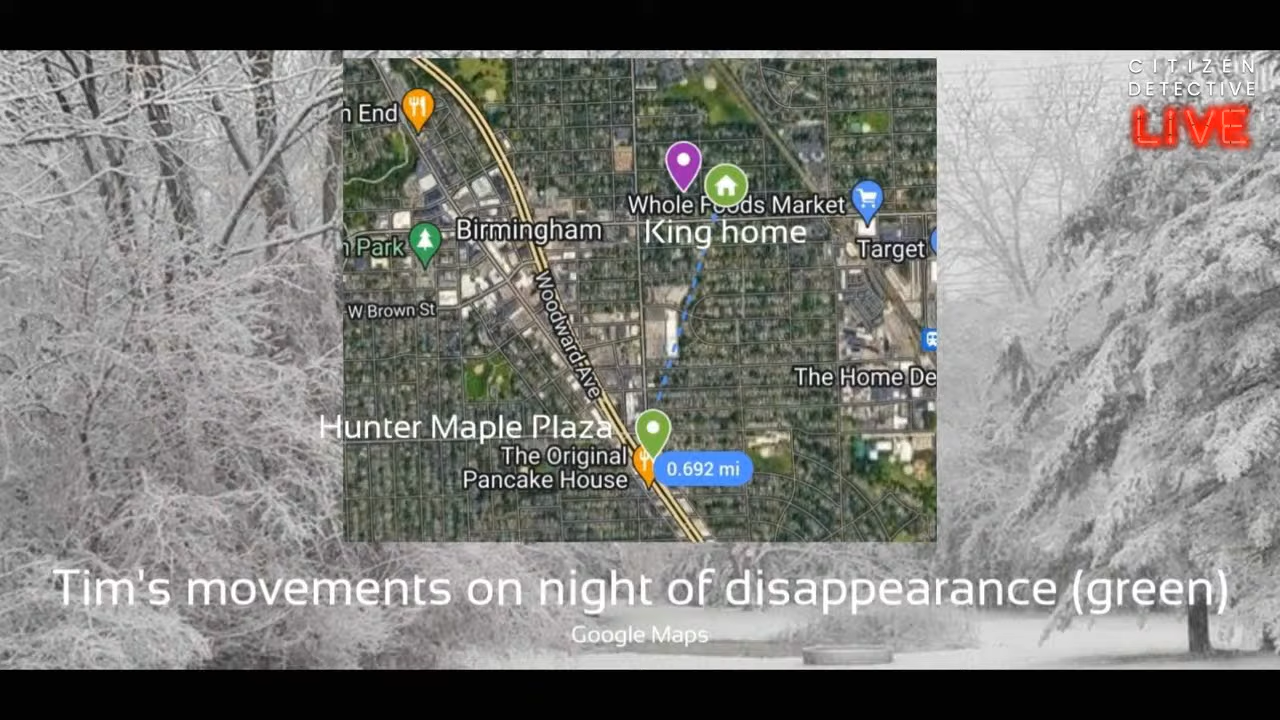 CITIZEN
DETECTIVE
LIVE
n End
Whole Foods Market
Birmingham
King home
n Park
Target
W Brown St
Woodward Ave
The Home De
Hunter Maple Plaza
The Original
Pancake House
0.692 mi
Tim's movements on night of disappearance (green)
Google Maps